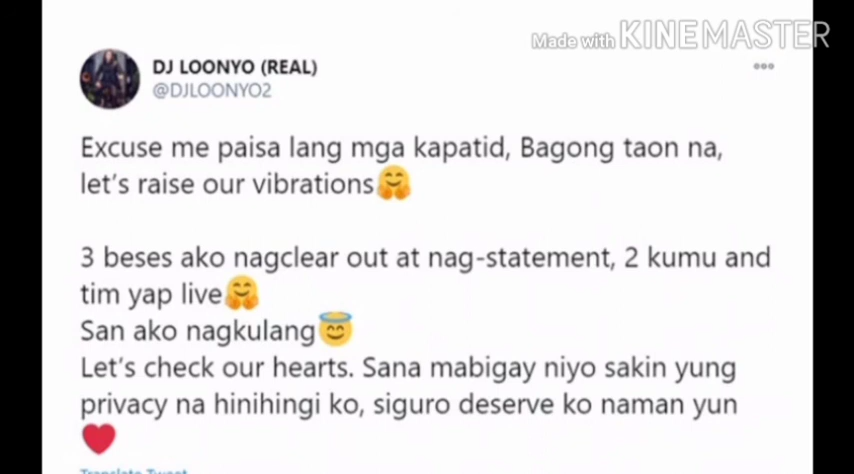 Made with KINEMASTER
DJ LOONYO (REAL)
@DJLOONYO2
Excuse me paisa lang mga kapatid, Bagong taon na,
let's raise our vibrations🤗
3 beses ako nagclear out at nag-statement, 2 kumu and
tim yap live🤗
San ako nagkulang😇
Let's check our hearts. Sana mabigay niyo sakin yung
privacy na hinihingi ko, siguro deserve ko naman yun
❤️
Translate Tweet